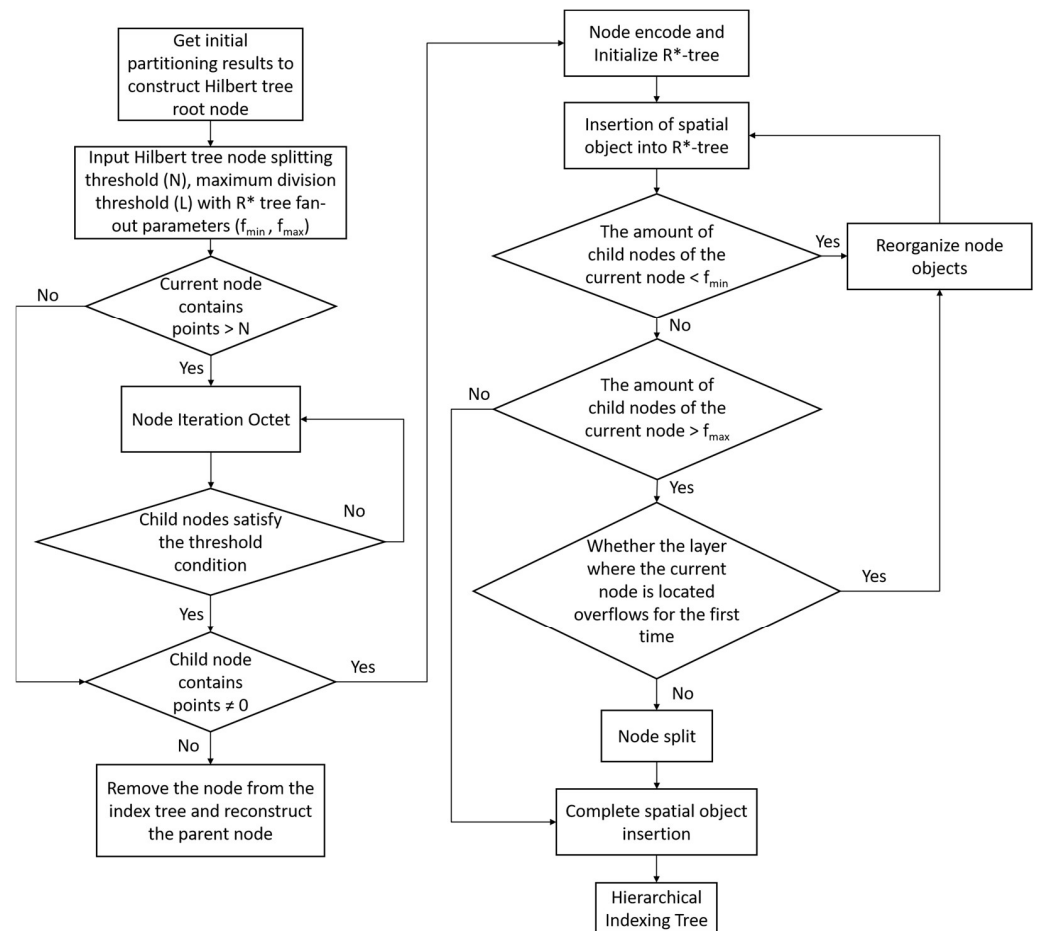 Get initial
partitioning results to
construct Hilbert tree
root node
Input Hilbert tree node splitting
threshold (N), maximum division
threshold (L) with R* tree fan-
out parameters (fmin , fmax)
No
Current node
contains
points > N
Yes
Node Iteration Octet
Child nodes satisfy
the threshold
condition
No
Yes
Child node
contains
points ≠ 0
Yes
No
Remove the node from the
index tree and reconstruct
the parent node
Node encode and
Initialize R*-tree
Insertion of spatial
object into R*-tree
The amount of
child nodes of the
current node < fmin
Yes
Reorganize node
objects
No
The amount of
child nodes of the
current node > fmax
No
Yes
Whether the layer
where the current
node is located
overflows for the first
time
Yes
No
Node split
Complete spatial object
insertion
Hierarchical
Indexing Tree